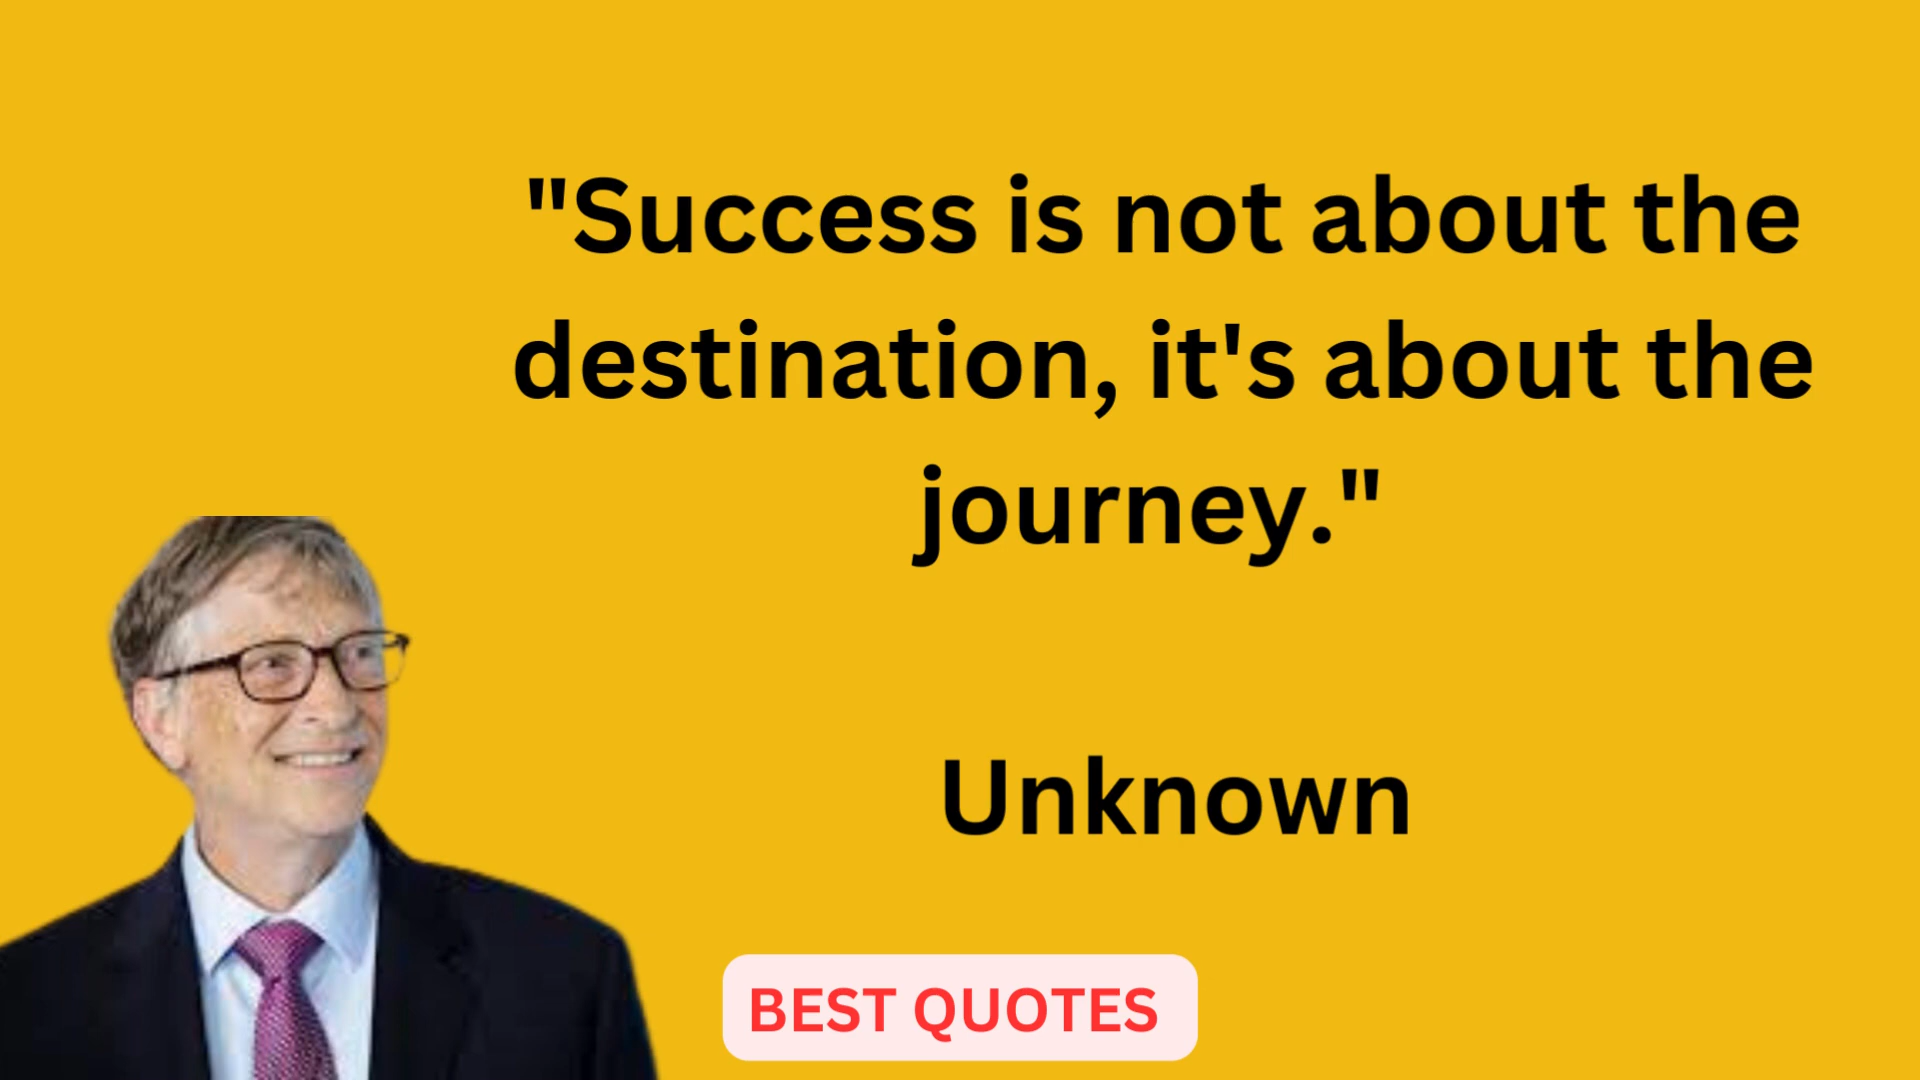 "Success is not about the
destination, it's about the
journey."
Unknown
BEST QUOTES